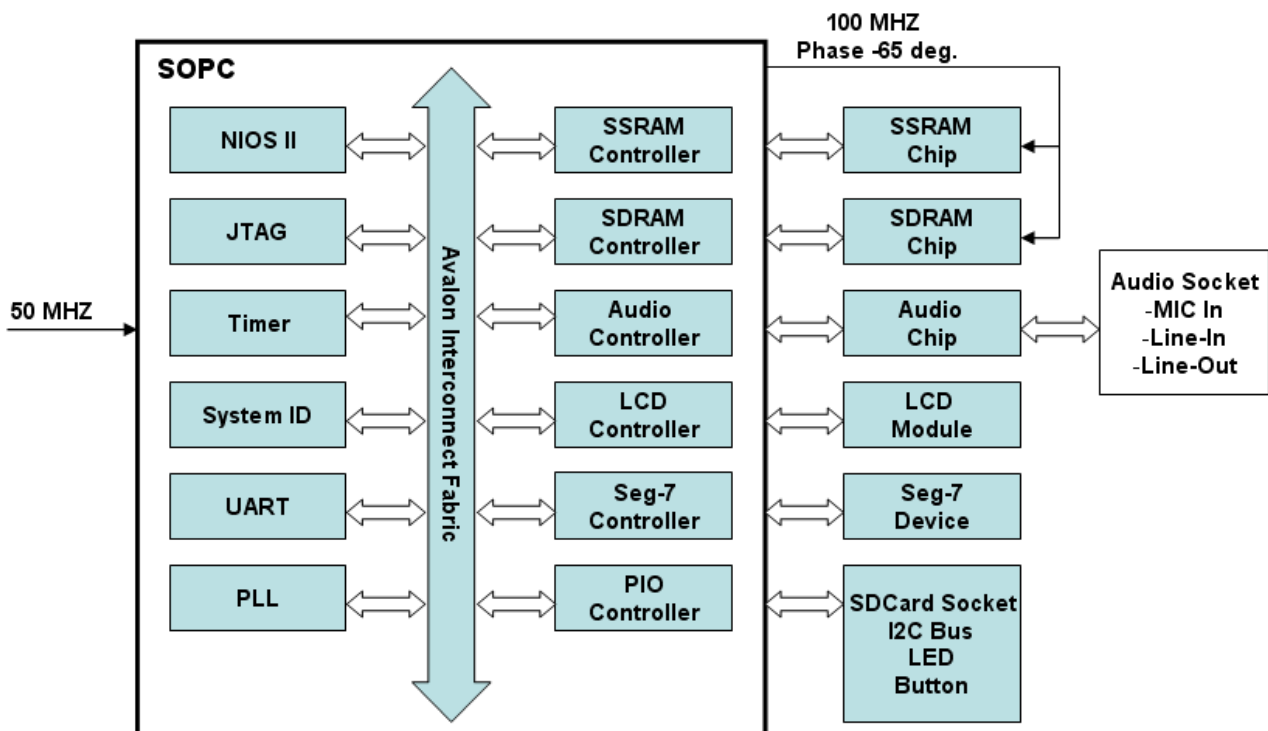 100 MHZ
Phase -65 deg.
SOPC
NIOS II
JTAG
Timer
System ID
UART
PLL
50 MHZ
Avalon Interconnect Fabric
SSRAM
Controller
SDRAM
Controller
Audio
Controller
LCD
Controller
Seg-7
Controller
PIO
Controller
SSRAM
Chip
SDRAM
Chip
Audio
Chip
LCD
Module
Seg-7
Device
SDCard Socket
I2C Bus
LED
Button
Audio Socket
-MIC In
-Line-In
-Line-Out